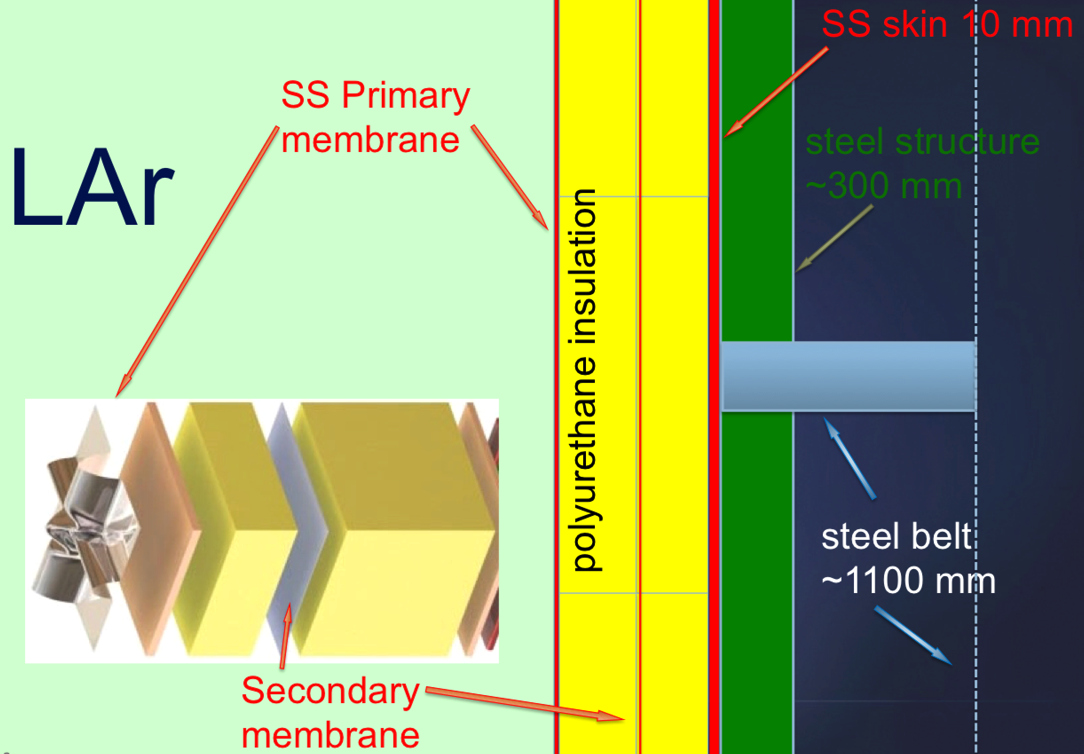 SS skin 10 mm
SS Primary
membrane
steel structure
~300 mm
LAr
polyurethane insulation
steel belt
~1100 mm
Secondary
membrane